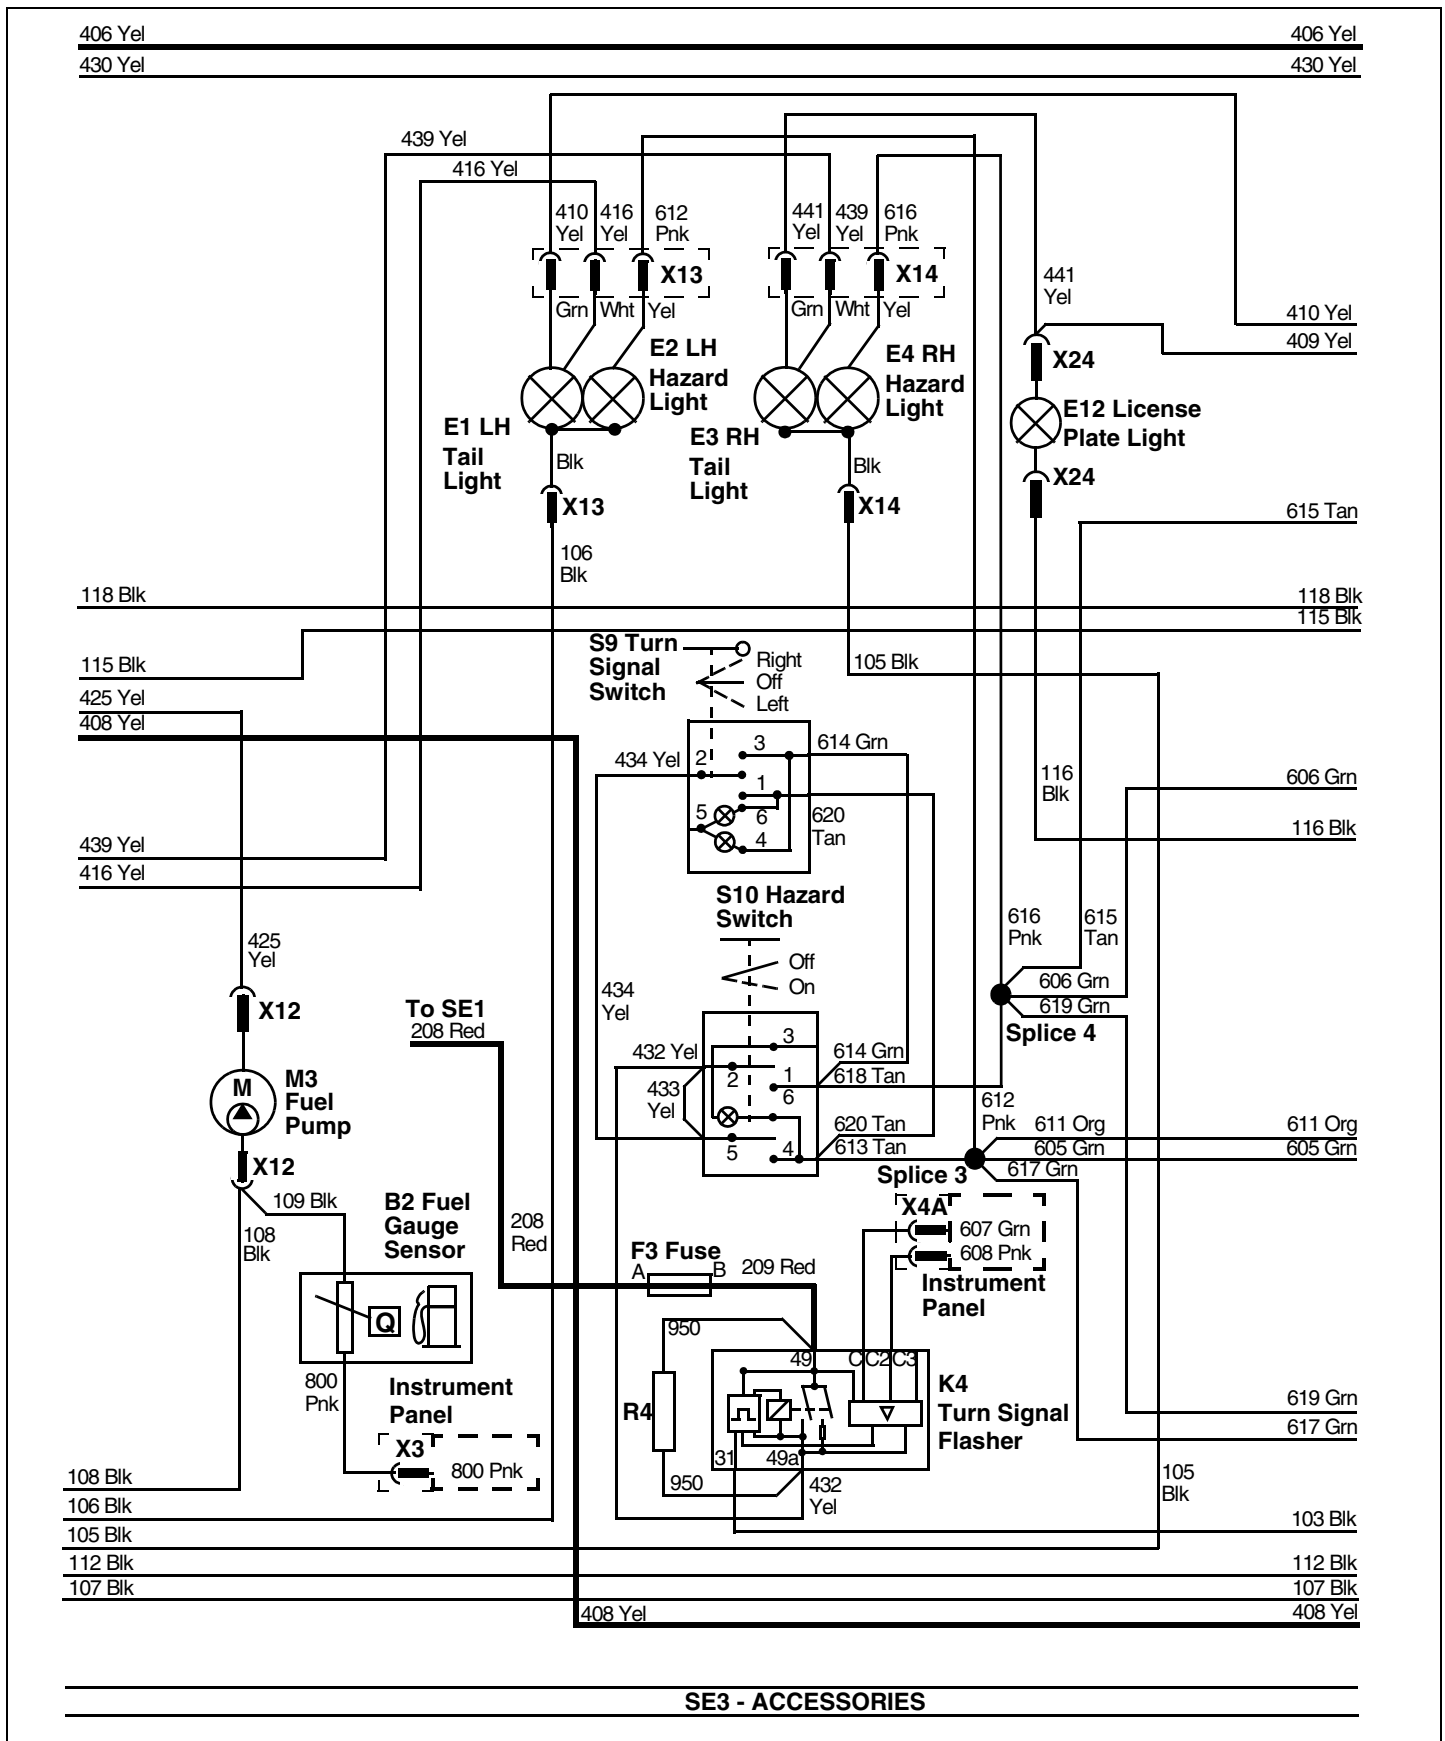 406 Yel 406 Yel
430 Yel 430 Yel
439 Yel
416 Yel
410 Yel
416 Yel
612 Pnk
X13
441 Yel
439 Yel
616 Pnk
X14
441 Yel
410 Yel
409 Yel
Grn Wht Yel
Grn Wht Yel
E2 LH
Hazard
Light
E4 RH
Hazard
Light
X24
E12 License
Plate Light
E1 LH
Tail
Light
E3 RH
Tail
Light
Blk
Blk
X24
X13
X14
615 Tan
106
Blk
118 Blk 118 Blk
115 Blk
115 Blk
S9 Turn
Signal
Switch
Right
Off
Left
105 Blk
425 Yel
408 Yel
434 Yel
2
3
1
5
6
4
614 Grn
620
Tan
116
Blk
606 Grn
116 Blk
439 Yel
416 Yel
S10 Hazard
Switch
Off
On
616
Pnk
615
Tan
425
Yel
X12
To SE1
208 Red
434
Yel
606 Grn
619 Grn
Splice 4
3
432 Yel
2
1
6
433
Yel
5
4
614 Grn
618 Tan
620 Tan
613 Tan
612
Pnk
611 Org 611 Org
605 Grn 605 Grn
617 Grn
Splice 3
M
M3
Fuel
Pump
X12
109 Blk
108
Blk
B2 Fuel
Gauge
Sensor
Q
208
Red
F3 Fuse
A B
209 Red
X4A
607 Grn
608 Pnk
Instrument
Panel
950
49 C C2 C3
K4
Turn Signal
Flasher
R4
31 49a
950
432
Yel
800
Pnk
Instrument
Panel
X3
800 Pnk
619 Grn
617 Grn
105
Blk
108 Blk
106 Blk
103 Blk
105 Blk
112 Blk 112 Blk
107 Blk 107 Blk
408 Yel 408 Yel
SE3 - ACCESSORIES